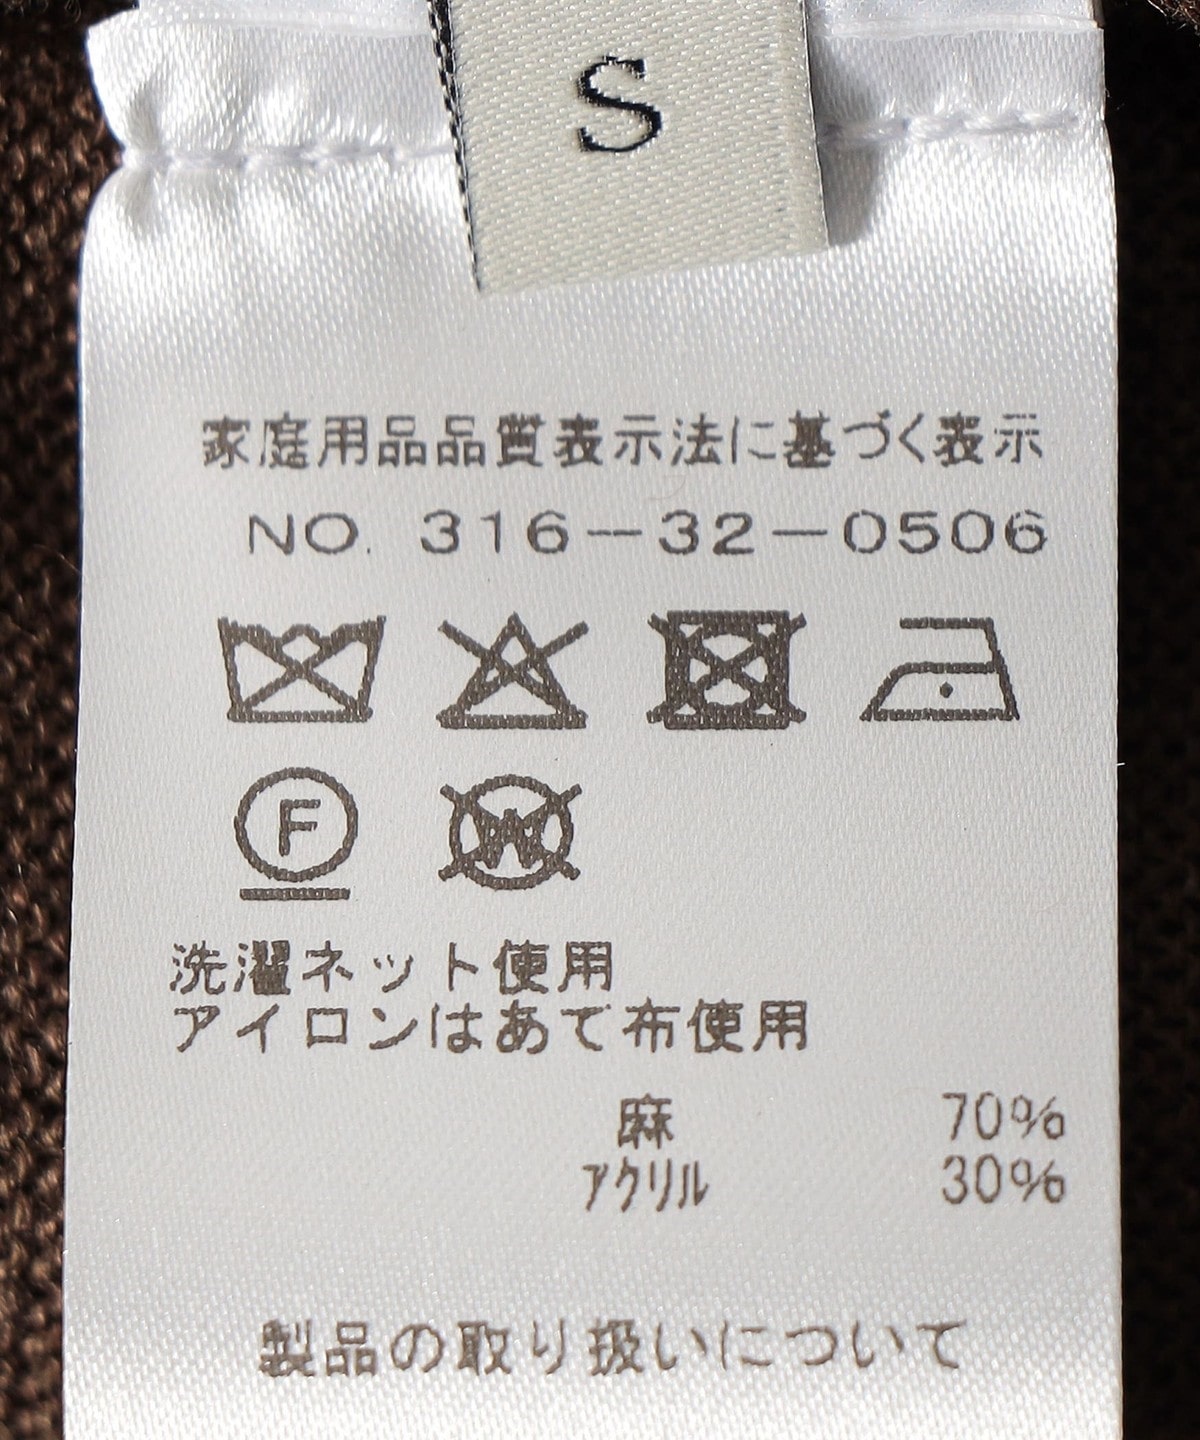 S
家庭用品品質表示法に基づく表示
NO. 316-32-0506
F
W
洗濯ネット使用
アイロンはあて布使用
麻 70%
アクリル 30%
製品の取り扱いについて